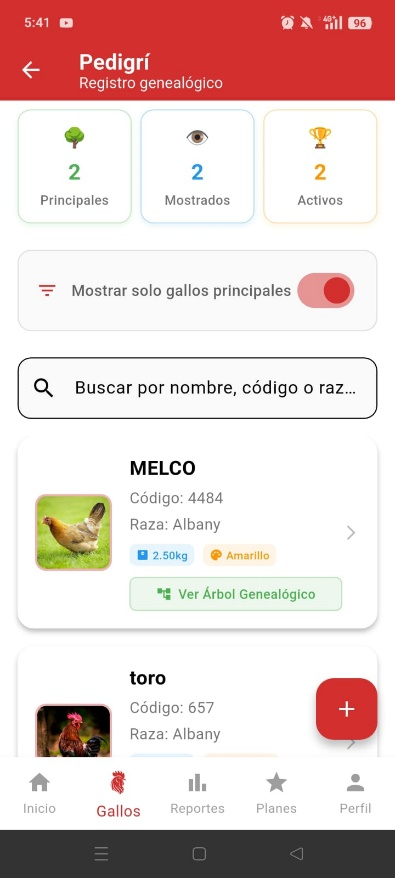 5:41
4G+
96
Pedigrí
Registro genealógico
2
Principales
2
Mostrados
2
Activos
Mostrar solo gallos principales
Buscar por nombre, código o raz...
MELCO
Código: 4484
Raza: Albany
2.50kg
Amarillo
Ver Árbol Genealógico
toro
Código: 657
Raza: Albany
+
Inicio
Gallos
Reportes
Planes
Perfil